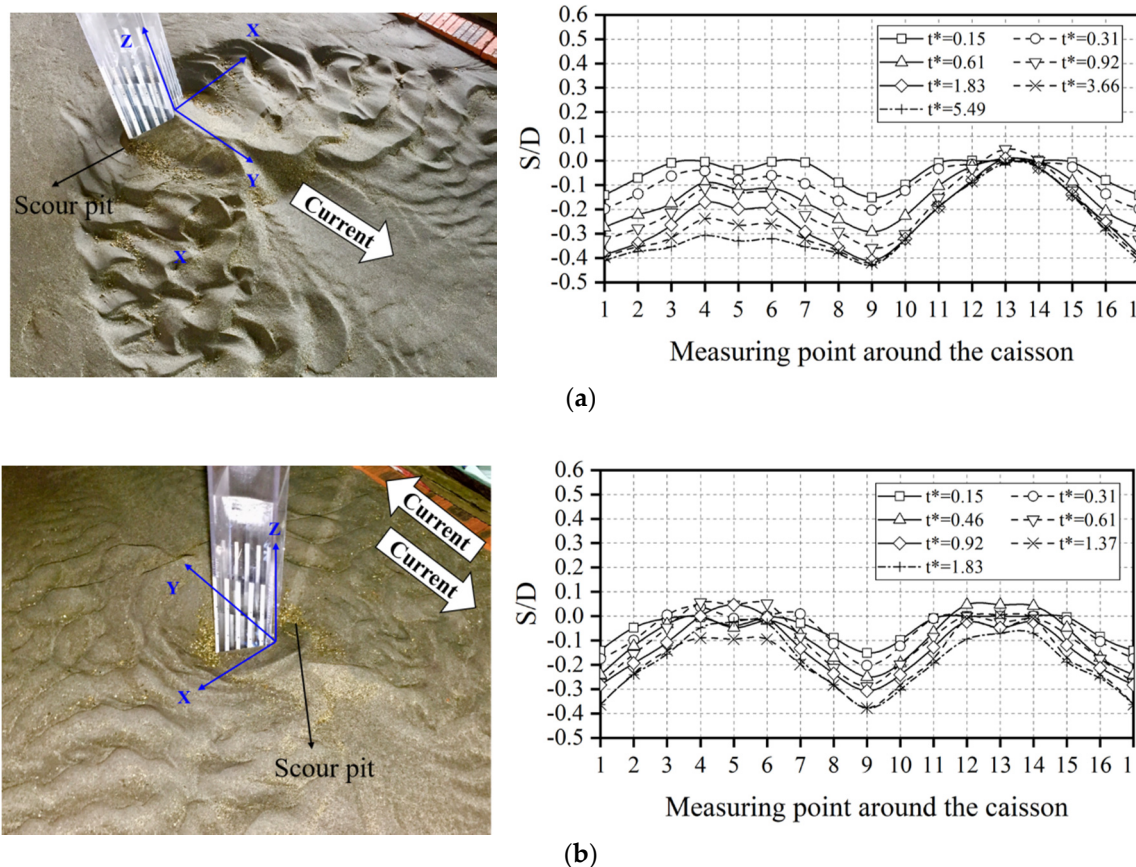 Z
X
Y
Scour pit
Current
X
S/D
0.6
0.5
0.4
0.3
0.2
0.1
0.0
-0.1
-0.2
-0.3
-0.4
-0.5
t*=0.15 t*=0.31
t*=0.61 t*=0.92
t*=1.83 t*=3.66
t*=5.49
1 2 3 4 5 6 7 8 9 10 11 12 13 14 15 16 1
Measuring point around the caisson
(a)
Current
Current
Z
Y
X
Scour pit
S/D
0.6
0.5
0.4
0.3
0.2
0.1
0.0
-0.1
-0.2
-0.3
-0.4
-0.5
t*=0.15 t*=0.31
t*=0.46 t*=0.61
t*=0.92 t*=1.37
t*=1.83
1 2 3 4 5 6 7 8 9 10 11 12 13 14 15 16 1
Measuring point around the caisson
(b)